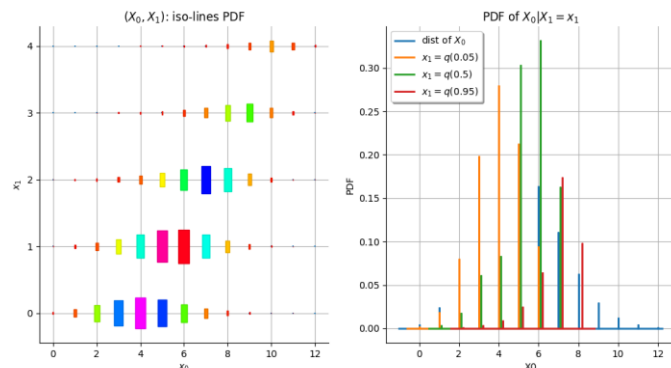 (X₀, X₁): iso-lines PDF
4
3
2
1
0
x₁
0 2 4 6 8 10 12
x₀
PDF of X₀|X₁ = x₁
dist of X₀
x₁ = q(0.05)
x₁ = q(0.5)
x₁ = q(0.95)
0.30
0.25
0.20
0.15
0.10
0.05
0.00
PDF
0 2 4 6 8 10 12
X0